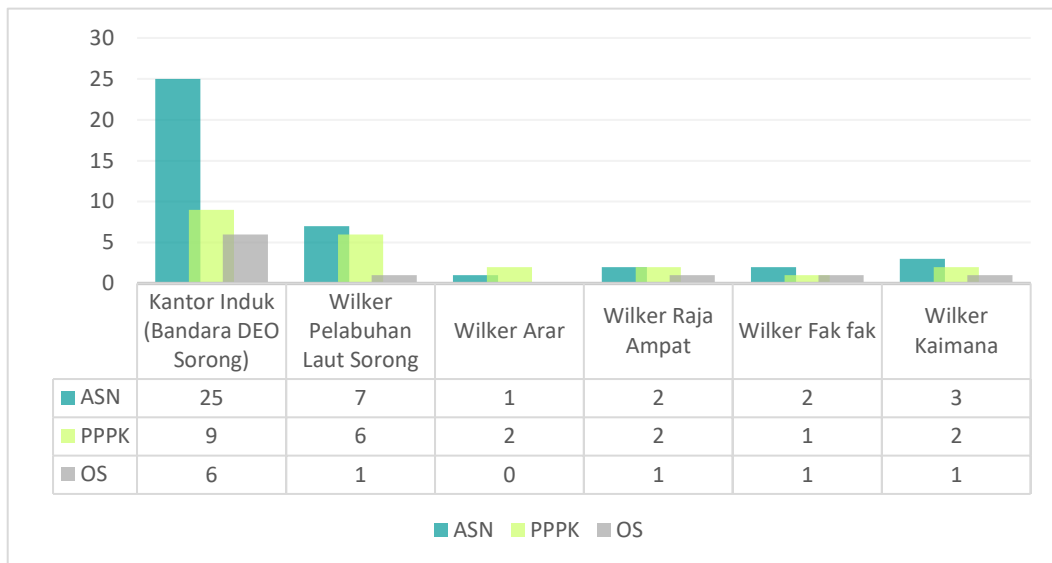 30
25
20
15
10
5
0
Kantor Induk
(Bandara DEO
Sorong)
Wilker
Pelabuhan
Laut Sorong
Wilker Arar
Wilker Raja
Ampat
Wilker Fak fak
Wilker
Kaimana
ASN 25 7 1 2 2 3
PPPK 9 6 2 2 1 2
OS 6 1 0 1 1 1
ASN PPPK OS